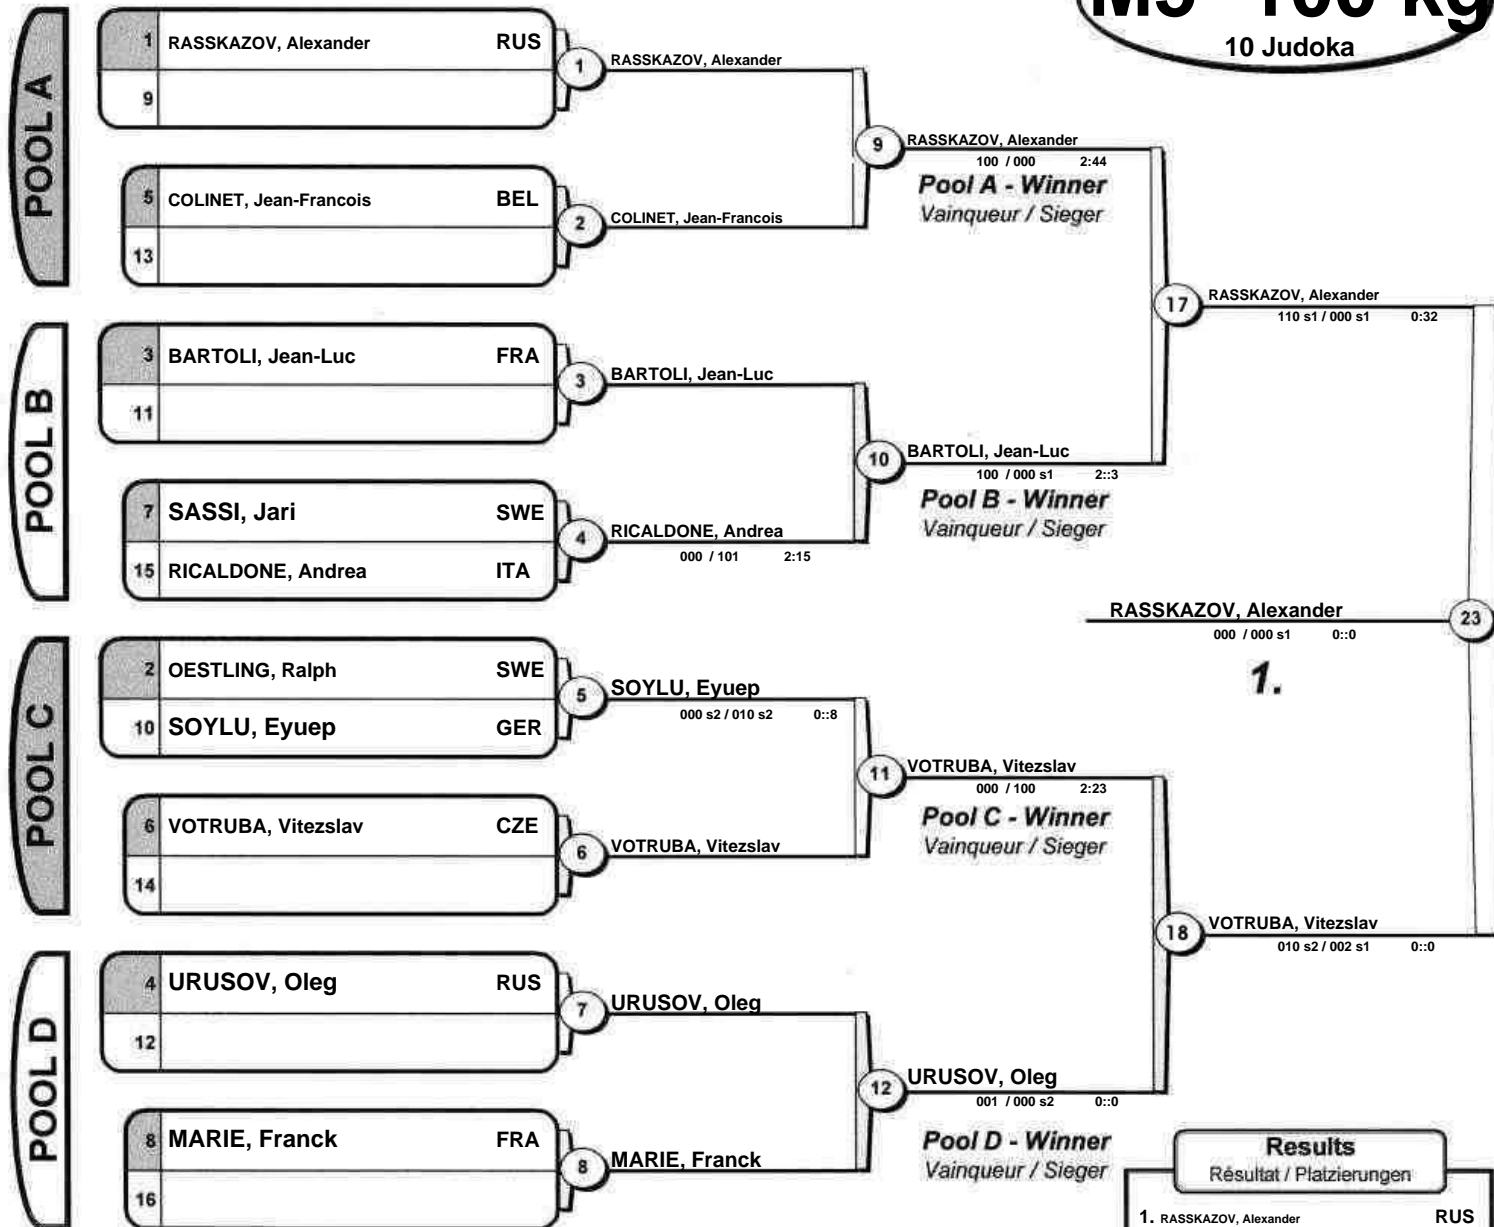 M5 -100 kg
10 Judoka
POOL A
1 RASSKAZOV, Alexander RUS
9
5 COLINET, Jean-Francois BEL
13
1 RASSKAZOV, Alexander
2 COLINET, Jean-Francois
9 RASSKAZOV, Alexander
100 / 000 2:44
Pool A - Winner
Vainqueur / Sieger
POOL B
3 BARTOLI, Jean-Luc FRA
11
7 SASSI, Jari SWE
15 RICALDONE, Andrea ITA
3 BARTOLI, Jean-Luc
4 RICALDONE, Andrea
000 / 101 2:15
10 BARTOLI, Jean-Luc
100 / 000 s1 2::3
Pool B - Winner
Vainqueur / Sieger
17 RASSKAZOV, Alexander
110 s1 / 000 s1 0:32
RASSKAZOV, Alexander 23
000 / 000 s1 0::0
1.
POOL C
2 OESTLING, Ralph SWE
10 SOYLU, Eyuep GER
6 VOTRUBA, Vitezslav CZE
14
5 SOYLU, Eyuep
000 s2 / 010 s2 0::8
6 VOTRUBA, Vitezslav
11 VOTRUBA, Vitezslav
000 / 100 2:23
Pool C - Winner
Vainqueur / Sieger
18 VOTRUBA, Vitezslav
010 s2 / 002 s1 0::0
POOL D
4 URUSOV, Oleg RUS
12
8 MARIE, Franck FRA
16
7 URUSOV, Oleg
8 MARIE, Franck
12 URUSOV, Oleg
001 / 000 s2 0::0
Pool D - Winner
Vainqueur / Sieger
Results
Résultat / Platzierungen
1. RASSKAZOV, Alexander RUS